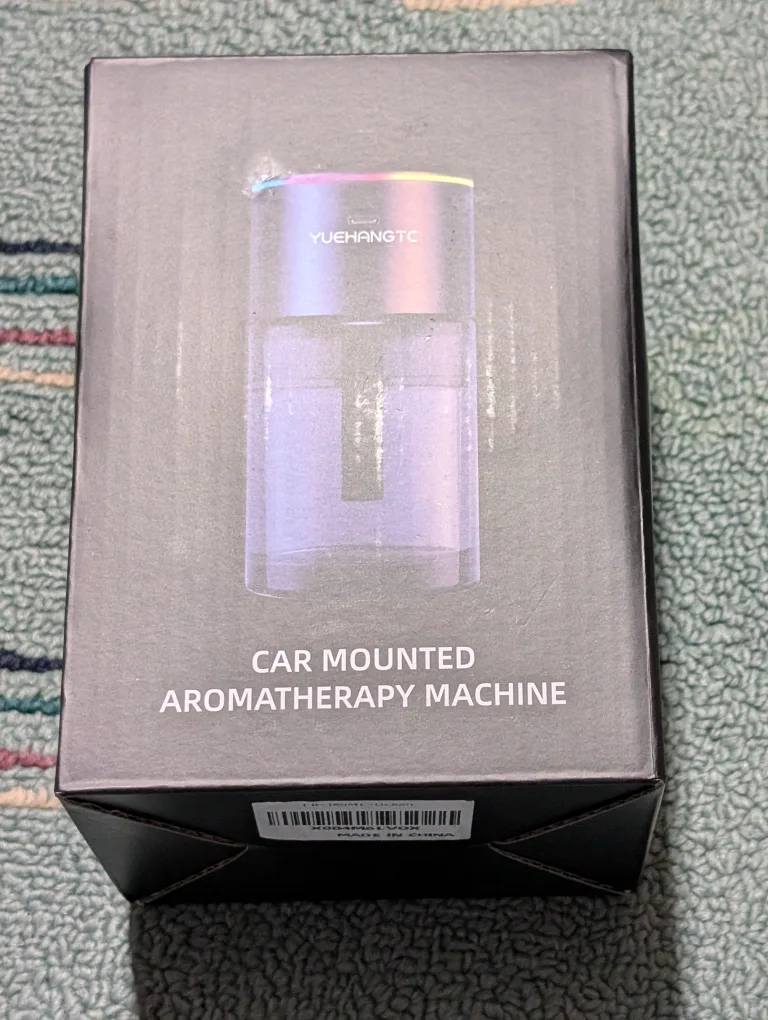 YUEHANGTC
CAR MOUNTED
AROMATHERAPY MACHINE
MADE IN CHINA